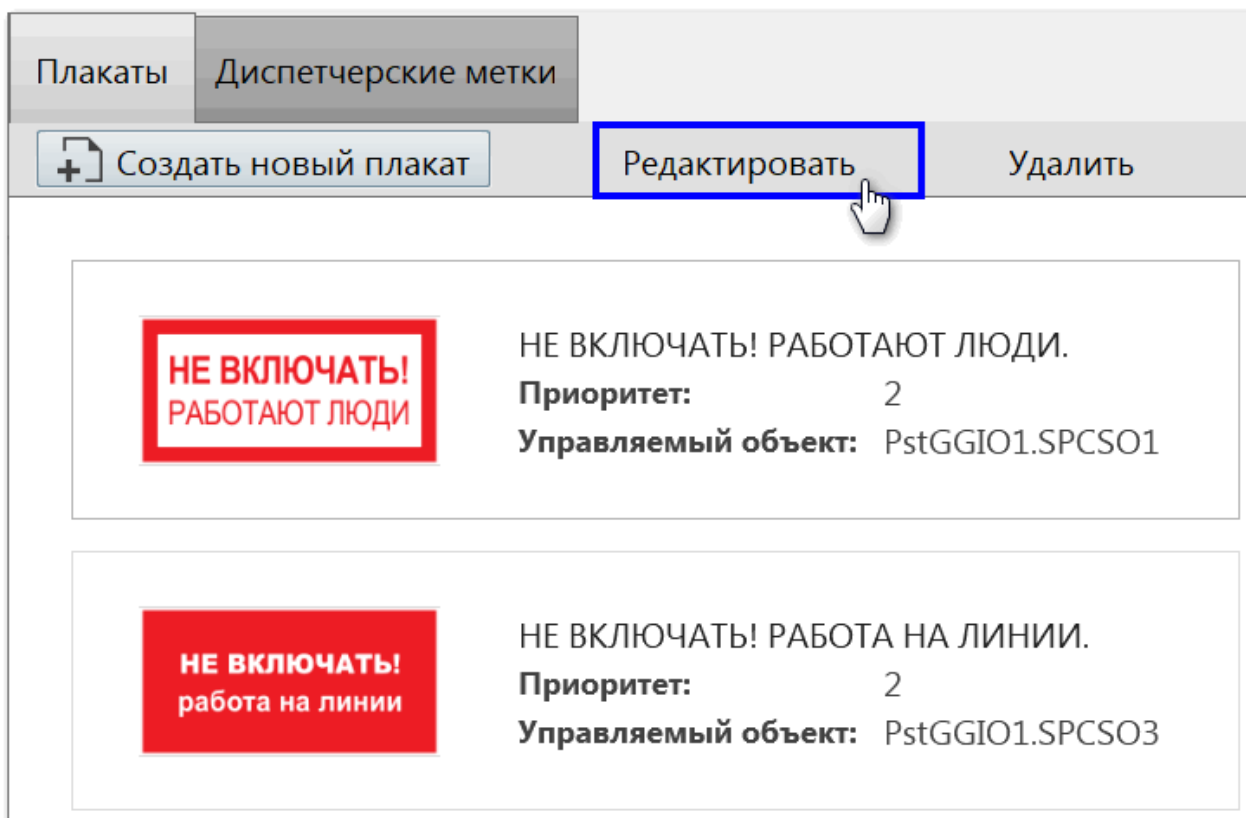 Плакаты Диспетчерские метки
Создать новый плакат Редактировать Удалить
НЕ ВКЛЮЧАТЬ!
РАБОТАЮТ ЛЮДИ
НЕ ВКЛЮЧАТЬ! РАБОТАЮТ ЛЮДИ.
Приоритет: 2
Управляемый объект: PstGGIO1.SPCSO1
НЕ ВКЛЮЧАТЬ!
работа на линии
НЕ ВКЛЮЧАТЬ! РАБОТА НА ЛИНИИ.
Приоритет: 2
Управляемый объект: PstGGIO1.SPCSO3